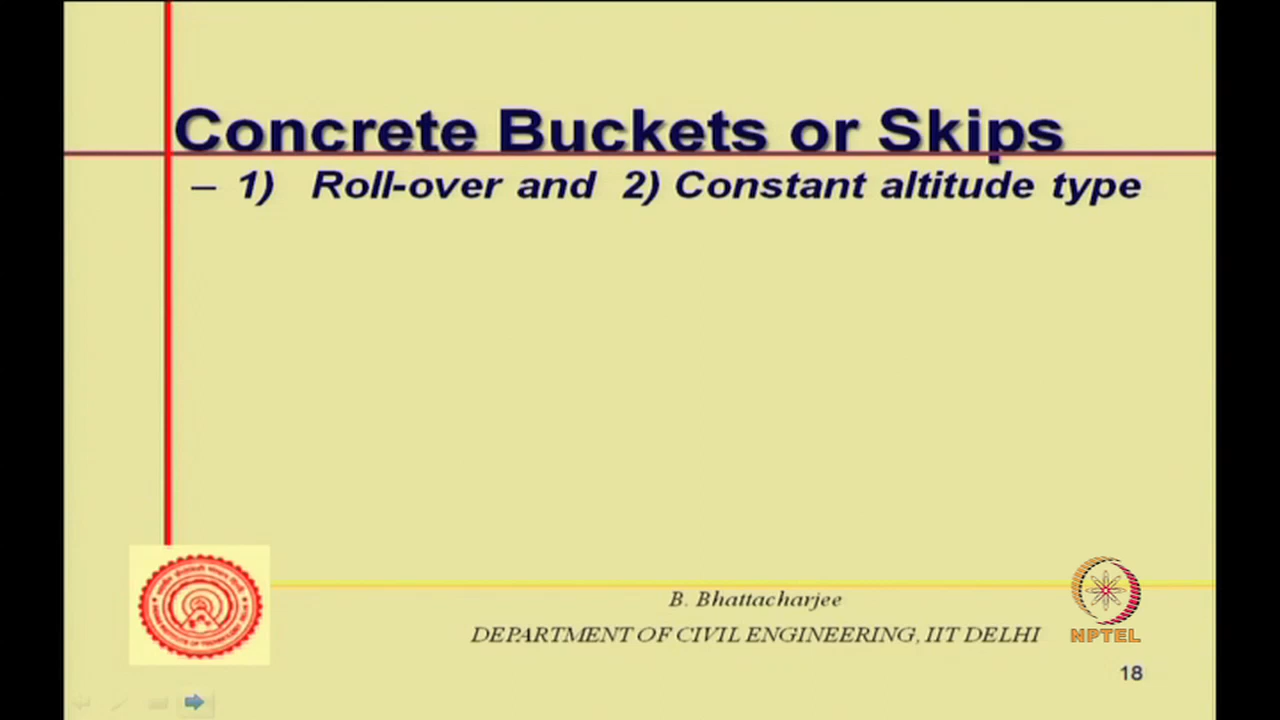 Concrete Buckets or Skips
– 1) Roll-over and 2) Constant altitude type
B. Bhattacharjee
DEPARTMENT OF CIVIL ENGINEERING, IIT DELHI
NPTEL
18